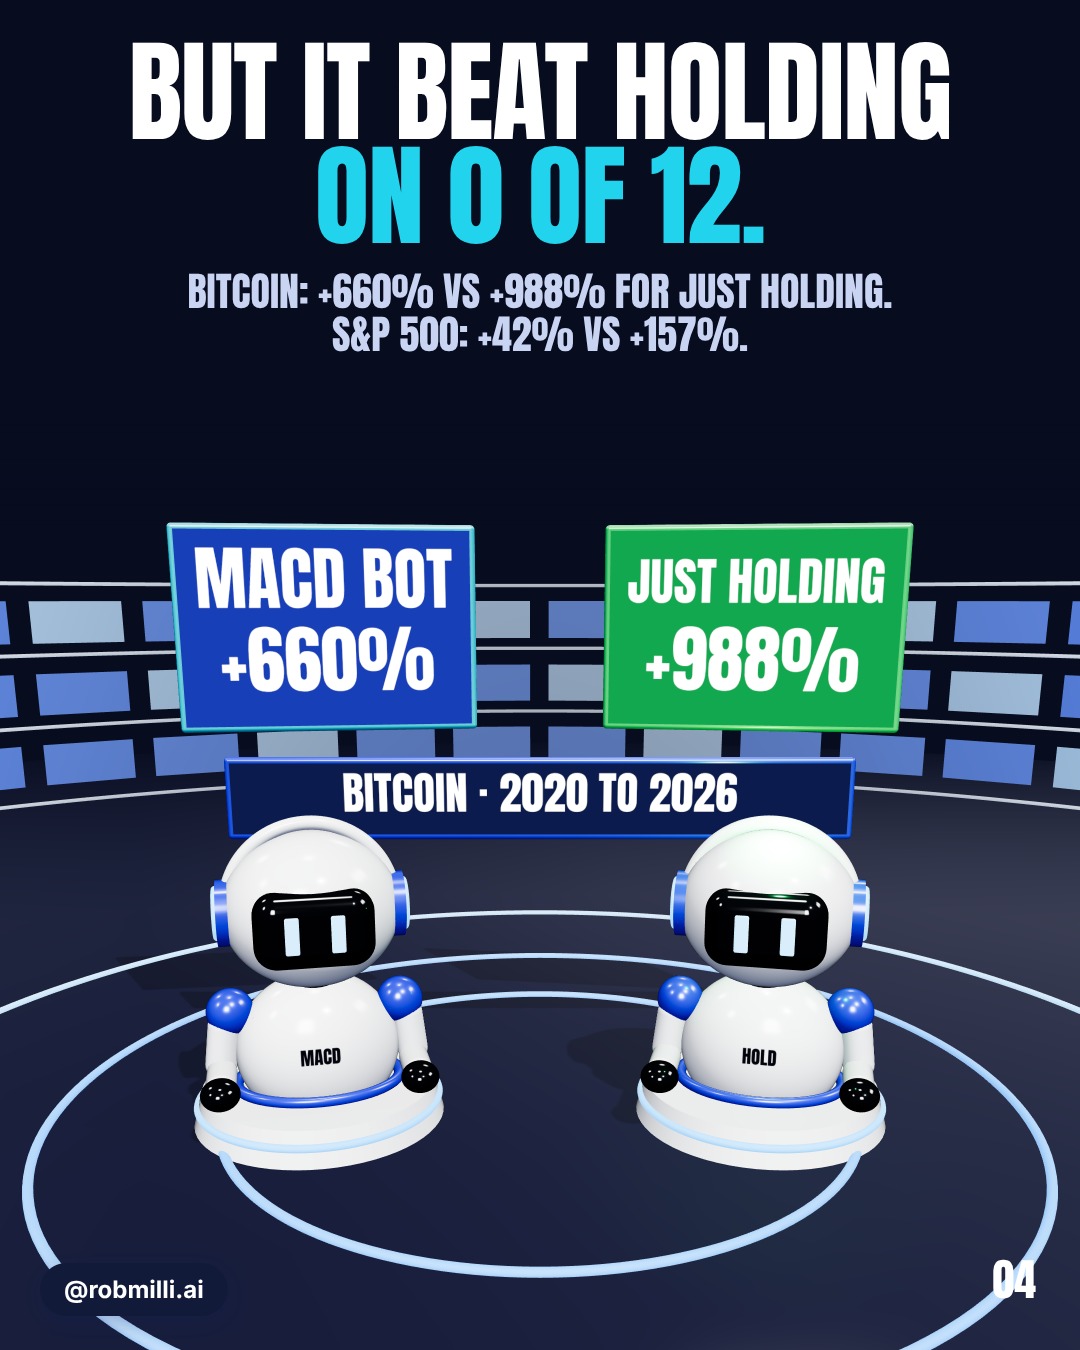 BUT IT BEAT HOLDING
ON 0 OF 12.
BITCOIN: +660% VS +988% FOR JUST HOLDING.
S&P 500: +42% VS +157%.
MACD BOT
+660%
JUST HOLDING
+988%
BITCOIN · 2020 TO 2026
MACD
HOLD
@robmilli.ai
04